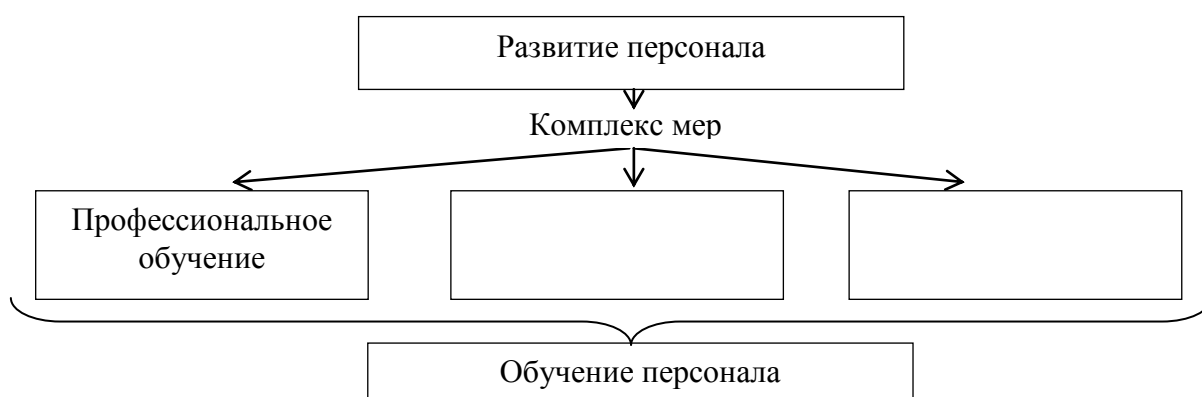 Развитие персонала
Комплекс мер
Профессиональное
обучение
Обучение персонала